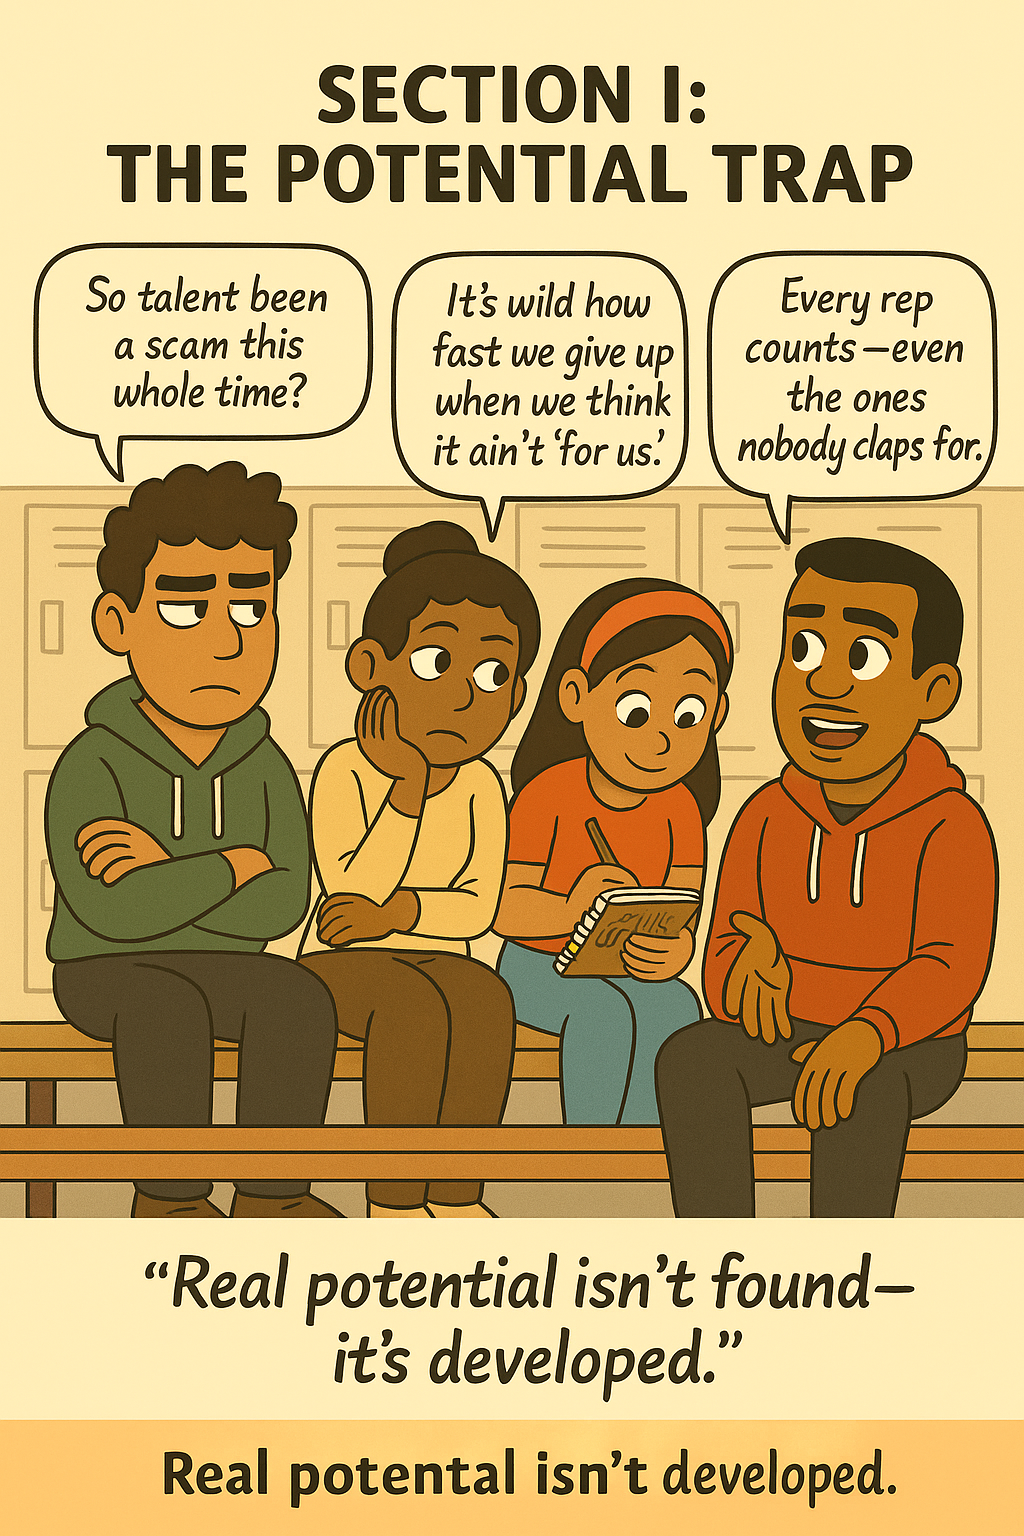 SECTION I:
THE POTENTIAL TRAP
So talent been
a scam this
whole time?
It's wild how
fast we give up
when we think
it ain't ‘for us.’
Every rep
counts—even
the ones
nobody claps for.
“Real potential isn't found—
it's developed.”
Real potental isn't developed.